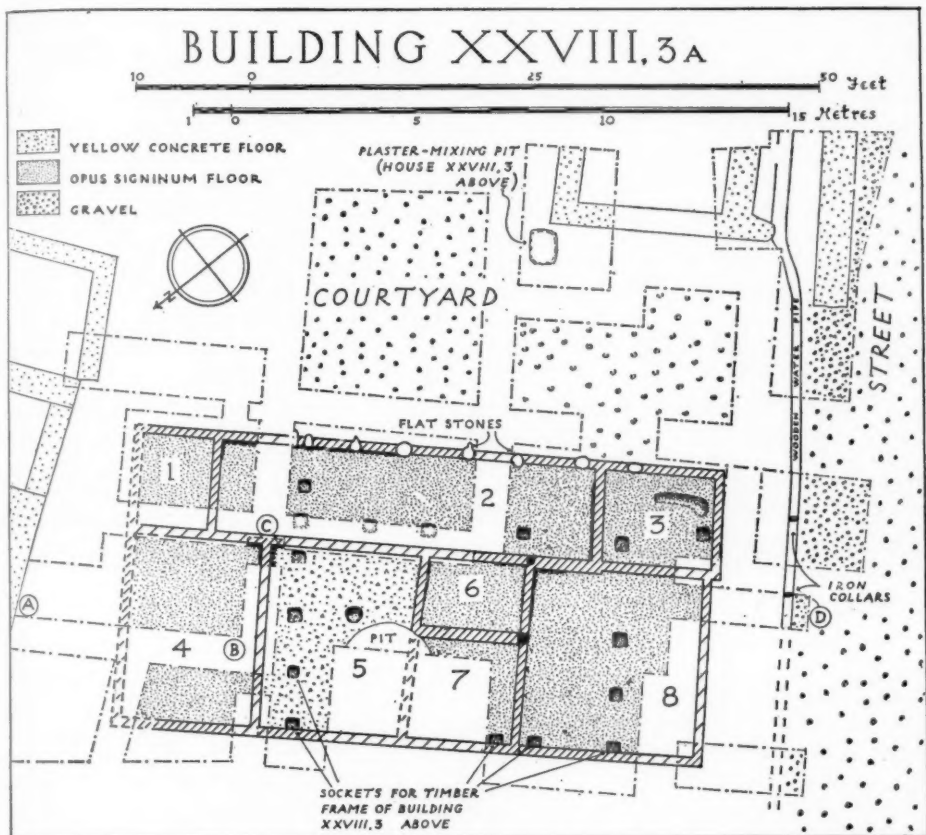 BUILDING XXVIII, 3A
10 0 25 50 Feet
1 0 5 10 15 Metres
YELLOW CONCRETE FLOOR
OPUS SIGNINUM FLOOR
GRAVEL
PLASTER-MIXING PIT
(HOUSE XXVIII, 3
ABOVE)
COURTYARD
WOODEN WATER PIPE
STREET
FLAT STONES
1
2
3
C
6
IRON
COLLARS
A
D
4
B
PIT
5
7
8
SOCKETS FOR TIMBER
FRAME OF BUILDING
XXVIII, 3 ABOVE